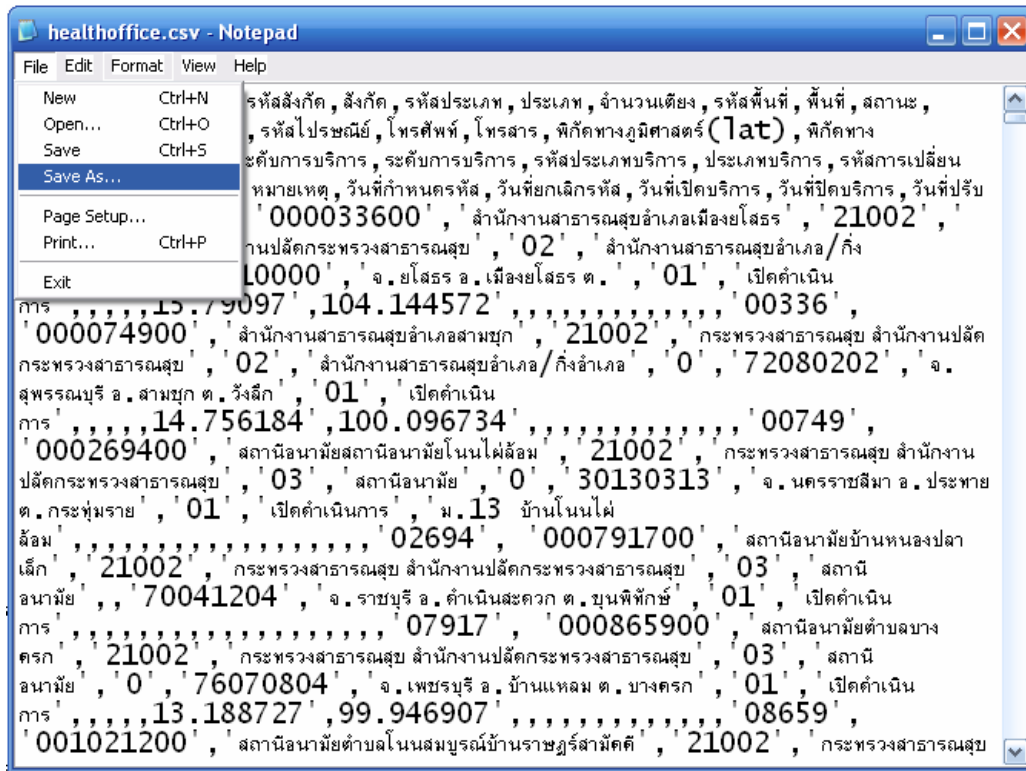 healthoffice.csv - Notepad
File Edit Format View Help
New Ctrl+N
Open... Ctrl+O
Save Ctrl+S
Save As...
Page Setup...
Print... Ctrl+P
Exit
รหัสสังกัด,สังกัด,รหัสประเภท,ประเภท,จำนวนเตียง,รหัสพื้นที่,พื้นที่,สถานะ,
,รหัสไปรษณีย์,โทรศัพท์,โทรสาร,พิกัดทางภูมิศาสตร์(lat),พิกัดทาง
ะดับการบริการ,ระดับการบริการ,รหัสประเภทบริการ,ประเภทบริการ,รหัสการเปลี่ยน
หมายเหตุ,วันที่กำหนดรหัส,วันที่ยกเลิกรหัส,วันที่เปิดบริการ,วันที่ปิดบริการ,วันที่ปรับ
'000033600','สำนักงานสาธารณสุขอำเภอเมืองยโสธร','21002','
านปลัดกระทรวงสาธารณสุข','02','สำนักงานสาธารณสุขอำเภอ/กิ่ง
10000','จ.ยโสธร อ.เมืองยโสธร ต.','01','เปิดดำเนิน
การ',,,,,15.79097',104.144572',,,,,,,,,,,,,'00336',
'000074900','สำนักงานสาธารณสุขอำเภอสามชุก','21002','กระทรวงสาธารณสุข สำนักงานปลัด
กระทรวงสาธารณสุข','02','สำนักงานสาธารณสุขอำเภอ/กิ่งอำเภอ','0','72080202','จ.
สุพรรณบุรี อ.สามชุก ต.วังลึก','01','เปิดดำเนิน
การ',,,,,14.756184',100.096734',,,,,,,,,,,,,'00749',
'000269400','สถานีอนามัยสถานีอนามัยโนนไผ่ล้อม','21002','กระทรวงสาธารณสุข สำนักงาน
ปลัดกระทรวงสาธารณสุข','03','สถานีอนามัย','0','30130313','จ.นครราชสีมา อ.ประทาย
ต.กระทุ่มราย','01','เปิดดำเนินการ','ม.13 บ้านโนนไผ่
ล้อม',,,,,,,,,,,,,,,,,,'02694','000791700','สถานีอนามัยบ้านหนองปลา
เล็ก','21002','กระทรวงสาธารณสุข สำนักงานปลัดกระทรวงสาธารณสุข','03','สถานี
อนามัย',,'70041204','จ.ราชบุรี อ.ดำเนินสะดวก ต.ขุนพิทักษ์','01','เปิดดำเนิน
การ',,,,,,,,,,,,,,,,,,,'07917','000865900','สถานีอนามัยตำบลบาง
ครก','21002','กระทรวงสาธารณสุข สำนักงานปลัดกระทรวงสาธารณสุข','03','สถานี
อนามัย','0','76070804','จ.เพชรบุรี อ.บ้านแหลม ต.บางครก','01','เปิดดำเนิน
การ',,,,,13.188727',99.946907',,,,,,,,,,,,,'08659',
'001021200','สถานีอนามัยตำบลโนนสมบูรณ์บ้านราษฎร์สามัคคี','21002','กระทรวงสาธารณสุข